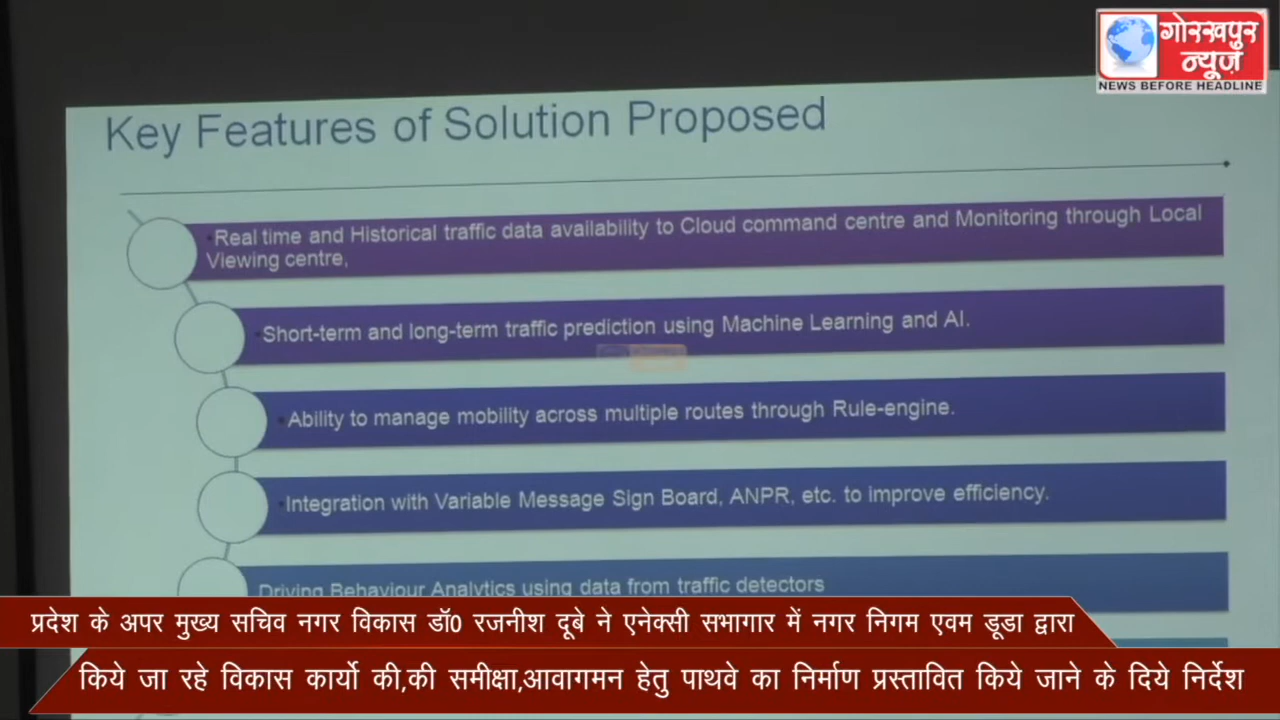 गोरखपुर
न्यूज़
NEWS BEFORE HEADLINE
Key Features of Solution Proposed
•Real time and Historical traffic data availability to Cloud command centre and Monitoring through Local
Viewing centre,
•Short-term and long-term traffic prediction using Machine Learning and AI.
•Ability to manage mobility across multiple routes through Rule-engine.
•Integration with Variable Message Sign Board, ANPR, etc. to improve efficiency.
Driving Behaviour Analytics using data from traffic detectors
प्रदेश के अपर मुख्य सचिव नगर विकास डॉ0 रजनीश दूबे ने एनेक्सी सभागार में नगर निगम एवम डूडा द्वारा
किये जा रहे विकास कार्यो की,की समीक्षा,आवागमन हेतु पाथवे का निर्माण प्रस्तावित किये जाने के दिये निर्देश